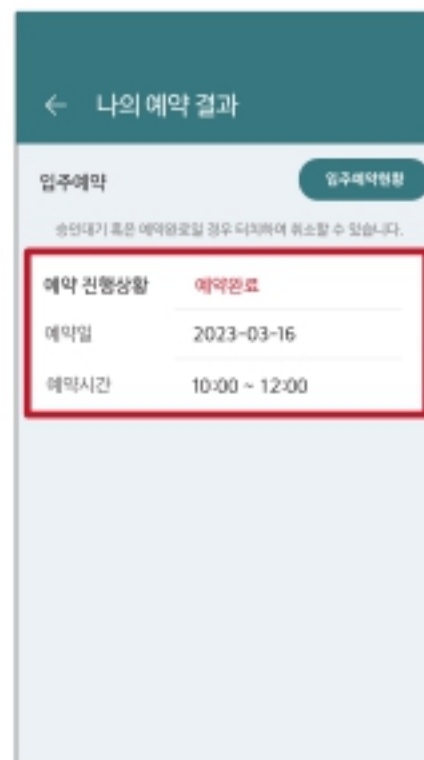 ← 나의 예약 결과
입주예약
입주예약현황
승인대기 혹은 예약완료일 경우 터치하여 취소할 수 있습니다.
예약 진행상황 예약완료
예약일 2023-03-16
예약시간 10:00 ~ 12:00